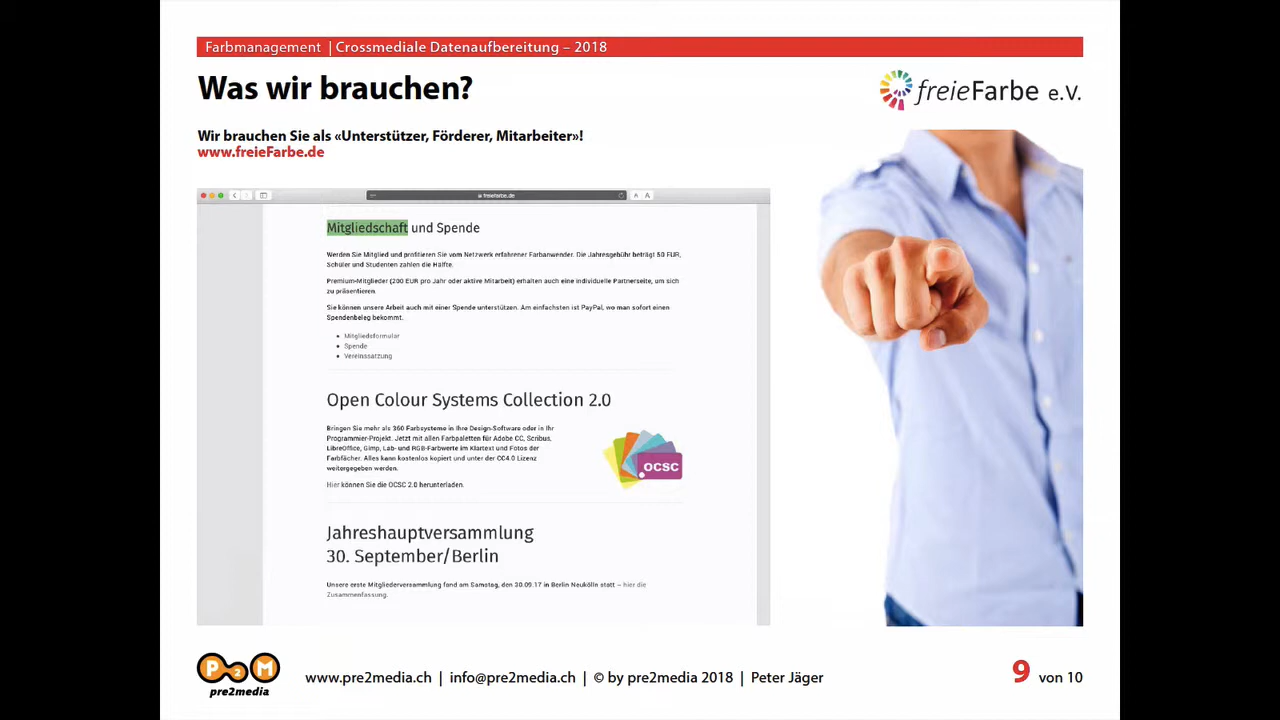 Farbmanagement | Crossmediale Datenaufbereitung – 2018
Was wir brauchen?
freieFarbe e.V.
Wir brauchen Sie als «Unterstützer, Förderer, Mitarbeiter»!
www.freieFarbe.de
freiefarbe.de
A A
Mitgliedschaft und Spende
Werden Sie Mitglied und profitieren Sie vom Netzwerk erfahrener Farbanwender. Die Jahresgebühr beträgt 50 EUR,
Schüler und Studenten zahlen die Hälfte.
Premium-Mitglieder (200 EUR pro Jahr oder aktive Mitarbeit) erhalten auch eine individuelle Partnerseite, um sich
zu präsentieren.
Sie können unsere Arbeit auch mit einer Spende unterstützen. Am einfachsten ist PayPal, wo man sofort einen
Spendenbeleg bekommt.
• Mitgliedsformular
• Spende
• Vereinssatzung
Open Colour Systems Collection 2.0
Bringen Sie mehr als 360 Farbsysteme in Ihre Design-Software oder in Ihr
Programmier-Projekt. Jetzt mit allen Farbpaletten für Adobe CC, Scribus,
LibreOffice, Gimp, Lab- und RGB-Farbwerte im Klartext und Fotos der
Farbfächer. Alles kann kostenlos kopiert und unter der CC4.0 Lizenz
weitergegeben werden.
OCSC
Hier können Sie die OCSC 2.0 herunterladen.
Jahreshauptversammlung
30. September/Berlin
Unsere erste Mitgliederversammlung fand am Samstag, den 30.09.17 in Berlin Neukölln statt – hier die
Zusammenfassung.
P2M
pre2media
www.pre2media.ch | info@pre2media.ch | © by pre2media 2018 | Peter Jäger
9 von 10